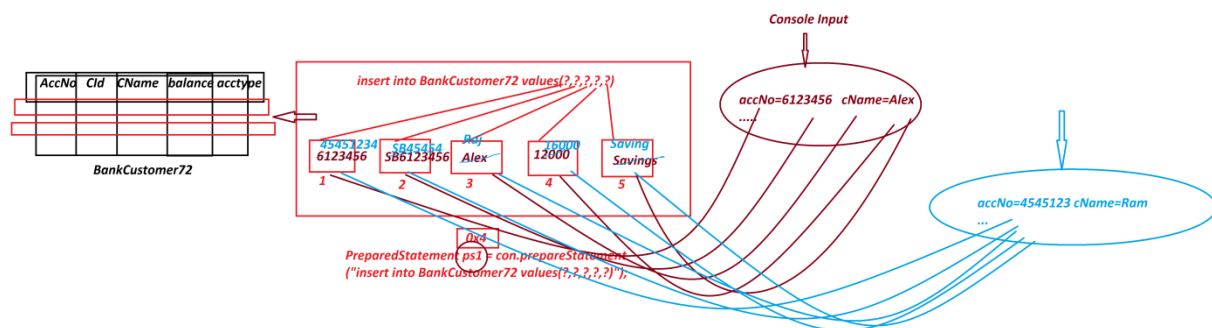 Console Input
AccNo CId CName balance acctype
BankCustomer72
insert into BankCustomer72 values(?,?,?,?,?)
45451234 SB45454 Raj 16000 Saving
6123456 SB6123456 Alex 12000 Savings
1 2 3 4 5
0x4
PreparedStatement ps1 = con.prepareStatement
("insert into BankCustomer72 values(?,?,?,?,?)");
accNo=6123456 cName=Alex
.....
accNo=4545123 cName=Ram
...